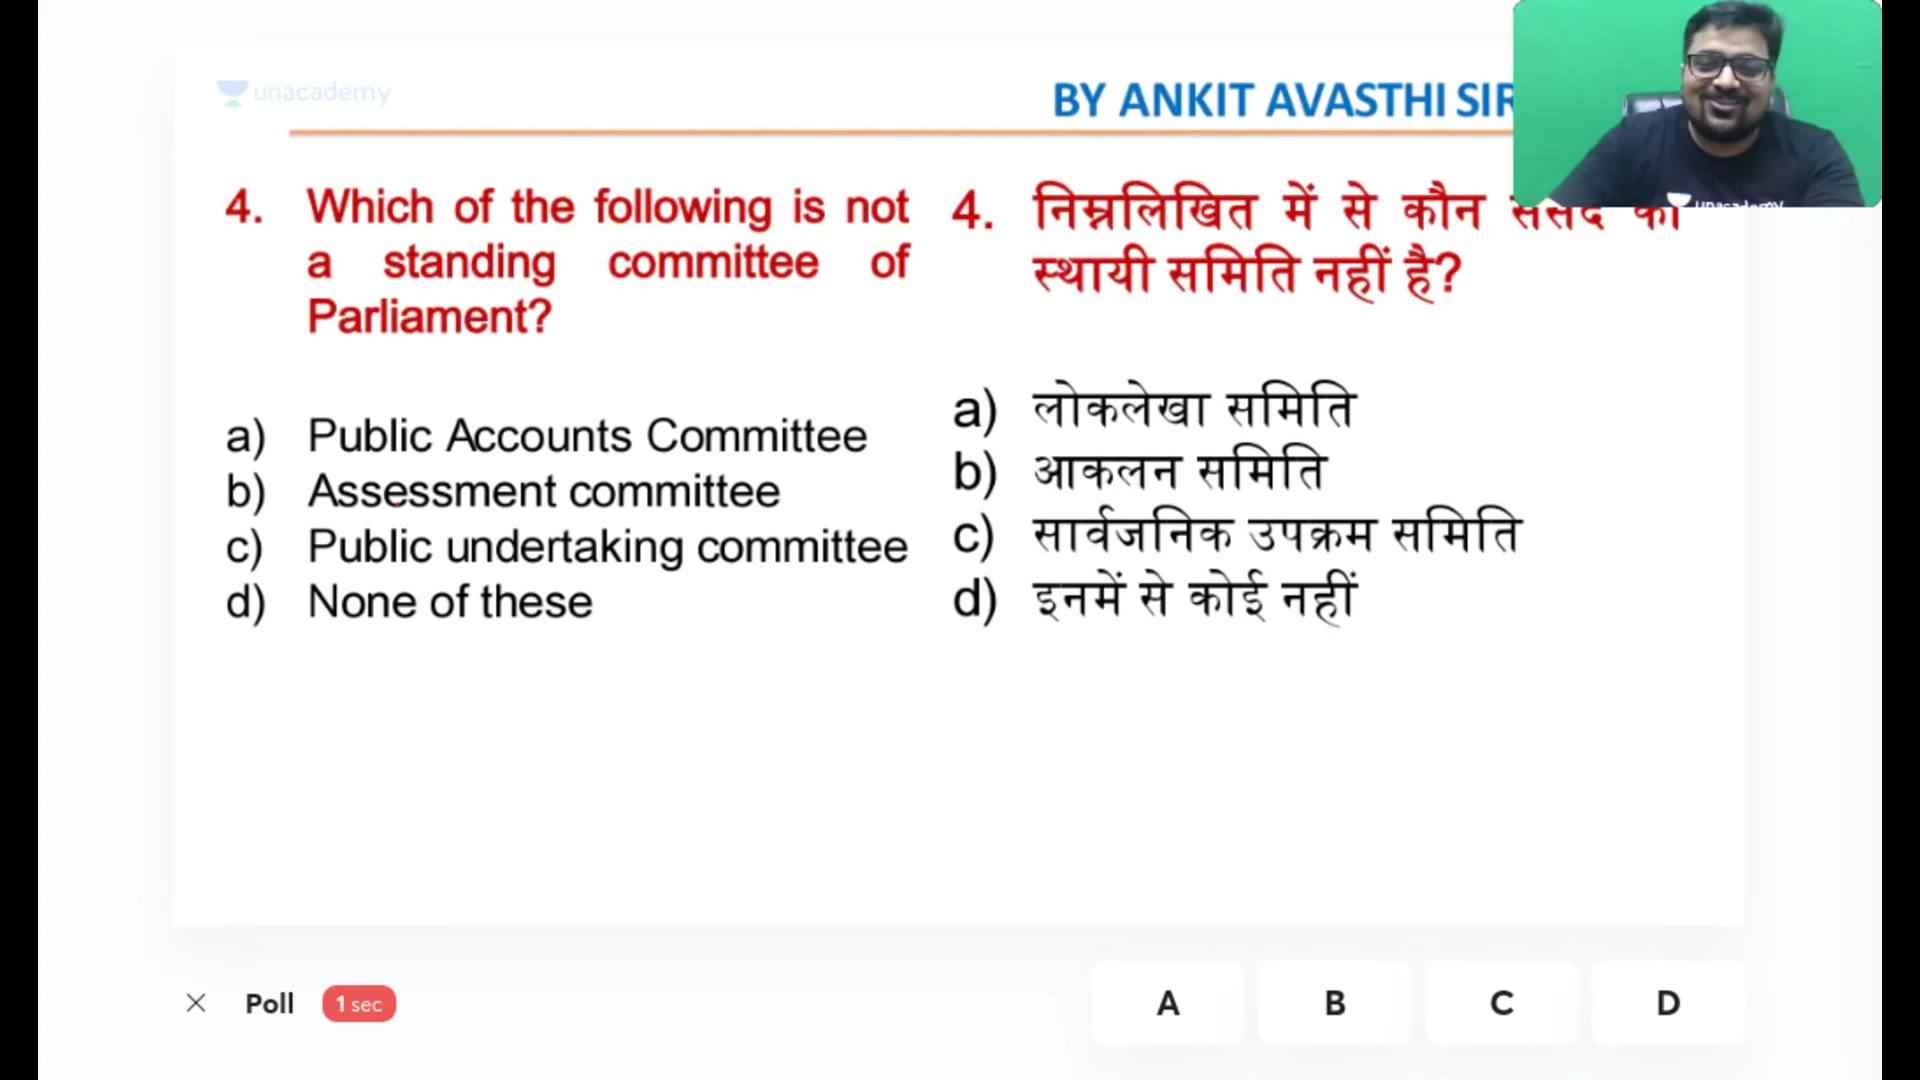 unacademy
BY ANKIT AVASTHI SIR
4. Which of the following is not
a standing committee of
Parliament?
a) Public Accounts Committee
b) Assessment committee
c) Public undertaking committee
d) None of these
4. निम्नलिखित में से कौन संसद की
स्थायी समिति नहीं है?
a) लोकलेखा समिति
b) आकलन समिति
c) सार्वजनिक उपक्रम समिति
d) इनमें से कोई नहीं
unacademy
Poll 1 sec
A B C D